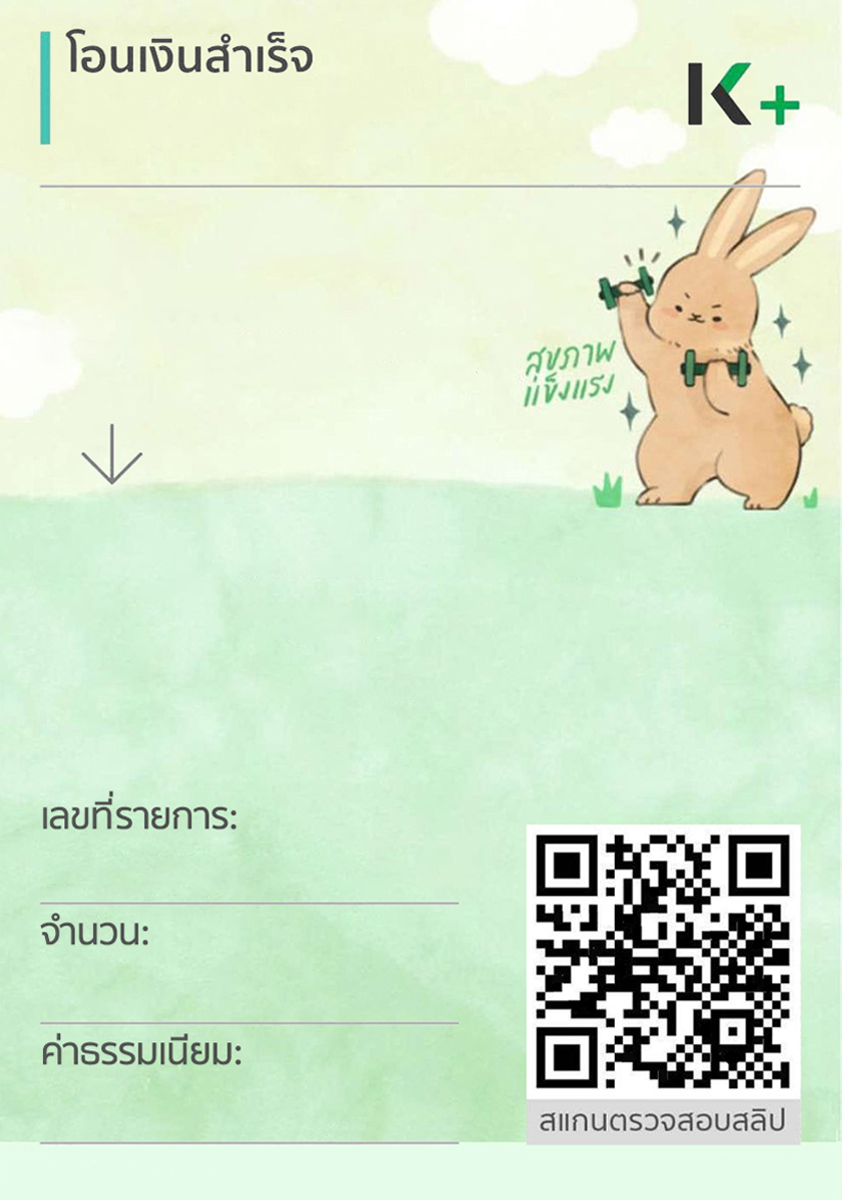 โอนเงินสำเร็จ
K+
สุขภาพ
แข็งแรง
เลขที่รายการ:
จำนวน:
ค่าธรรมเนียม:
สแกนตรวจสอบสลิป